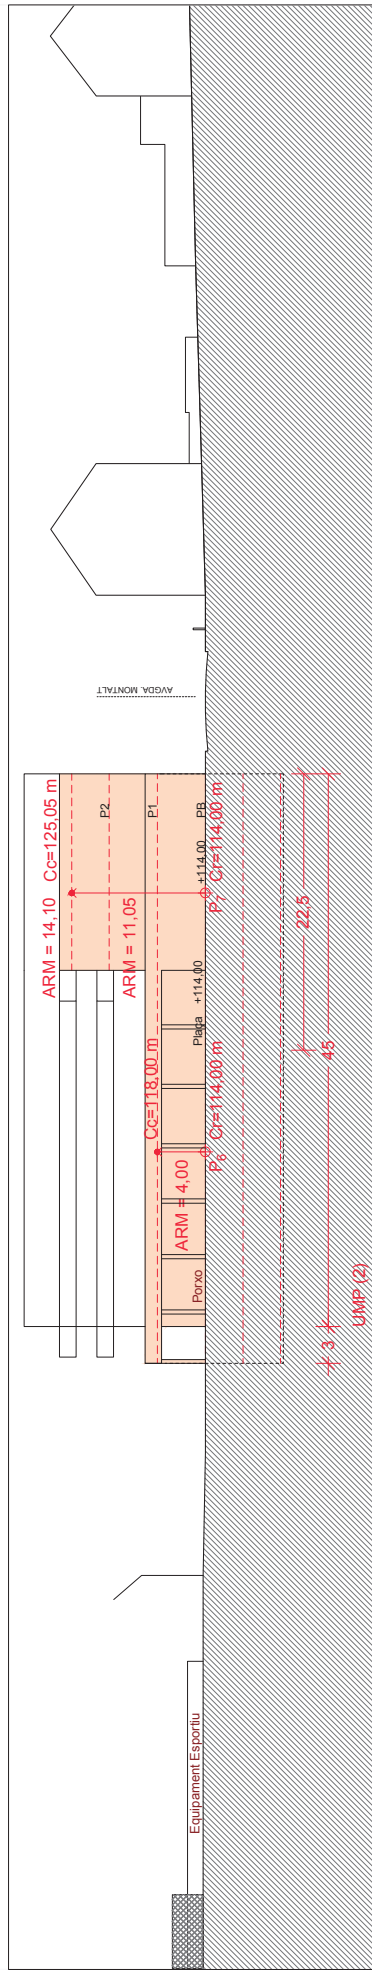 ARM = 14,10
Cc=125,05 m
P2
ARM = 11,05
P1
Cc=118,00 m
PB
+114.00
P7 Cr=114,00 m
Plaça +114.00
ARM = 4,00
P6 Cr=114,00 m
Porxo
AVGDA. MONTALT
Equipament Esportiu
22,5
45
3
UMP (2)